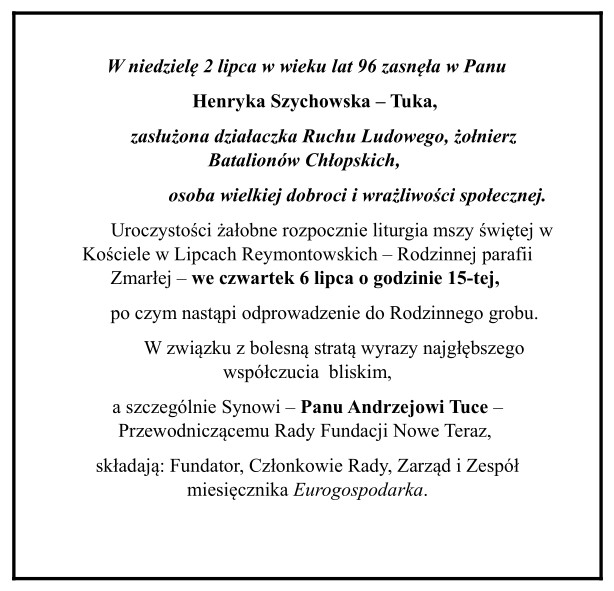 W niedzielę 2 lipca w wieku lat 96 zasnęła w Panu
Henryka Szychowska – Tuka,
zasłużona działaczka Ruchu Ludowego, żołnierz
Batalionów Chłopskich,
osoba wielkiej dobroci i wrażliwości społecznej.
Uroczystości żałobne rozpocznie liturgia mszy świętej w
Kościele w Lipcach Reymontowskich – Rodzinnej parafii
Zmarłej – we czwartek 6 lipca o godzinie 15-tej,
po czym nastąpi odprowadzenie do Rodzinnego grobu.
W związku z bolesną stratą wyrazy najgłębszego
współczucia  bliskim,
a szczególnie Synowi – Panu Andrzejowi Tuce –
Przewodniczącemu Rady Fundacji Nowe Teraz,
składają: Fundator, Członkowie Rady, Zarząd i Zespół
miesięcznika Eurogospodarka.